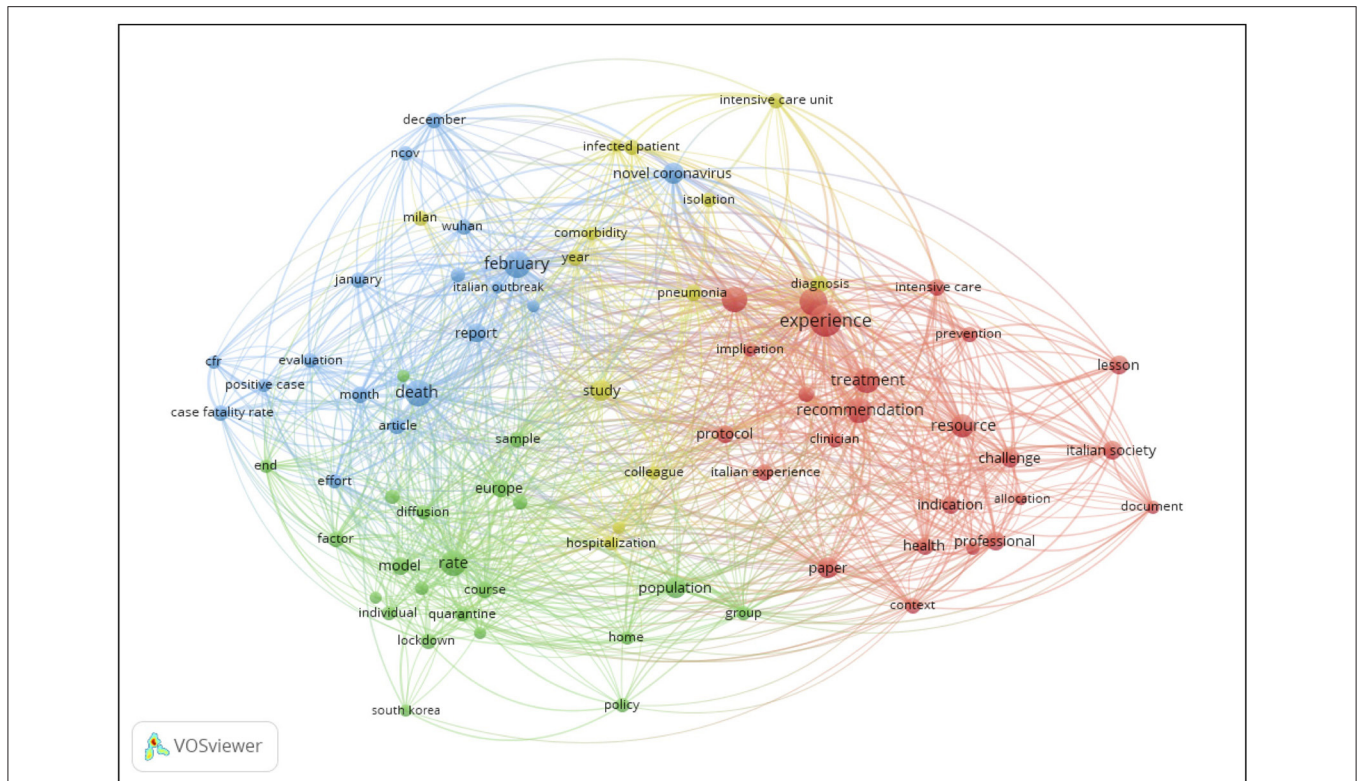 intensive care unit
december
infected patient
ncov
novel coronavirus
isolation
milan
wuhan
comorbidity
year
february
january
italian outbreak
diagnosis
pneumonia
intensive care
experience
report
prevention
implication
evaluation
cfr
lesson
positive case
treatment
death
month
study
case fatality rate
recommendation
article
resource
sample
protocol
clinician
italian society
challenge
end
effort
colleague
italian experience
europe
allocation
indication
document
diffusion
factor
hospitalization
health
professional
model
rate
paper
course
population
individual
quarantine
group
context
lockdown
home
south korea
policy
VOSviewer